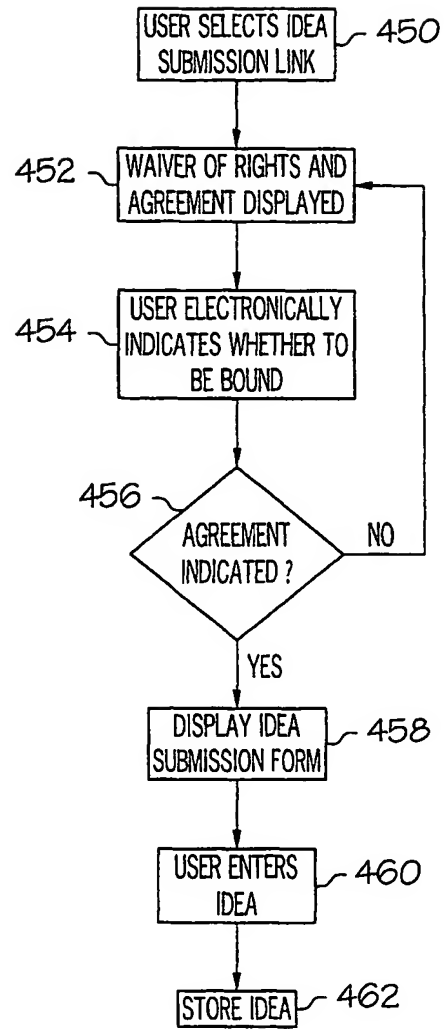 USER SELECTS IDEA
SUBMISSION LINK
450
452
WAIVER OF RIGHTS AND
AGREEMENT DISPLAYED
454
USER ELECTRONICALLY
INDICATES WHETHER TO
BE BOUND
456
AGREEMENT
INDICATED ?
NO
YES
DISPLAY IDEA
SUBMISSION FORM
458
USER ENTERS
IDEA
460
STORE IDEA
462